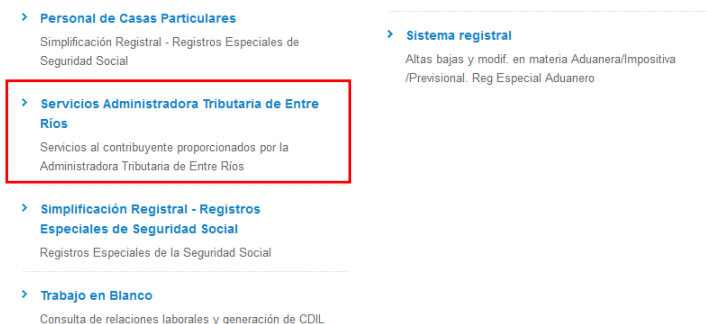 Personal de Casas Particulares
Simplificación Registral - Registros Especiales de
Seguridad Social
Servicios Administradora Tributaria de Entre
Ríos
Servicios al contribuyente proporcionados por la
Administradora Tributaria de Entre Ríos
Simplificación Registral - Registros
Especiales de Seguridad Social
Registros Especiales de la Seguridad Social
Trabajo en Blanco
Consulta de relaciones laborales y generación de CDIL
Sistema registral
Altas bajas y modif. en materia Aduanera/Impositiva
/Previsional. Reg Especial Aduanero